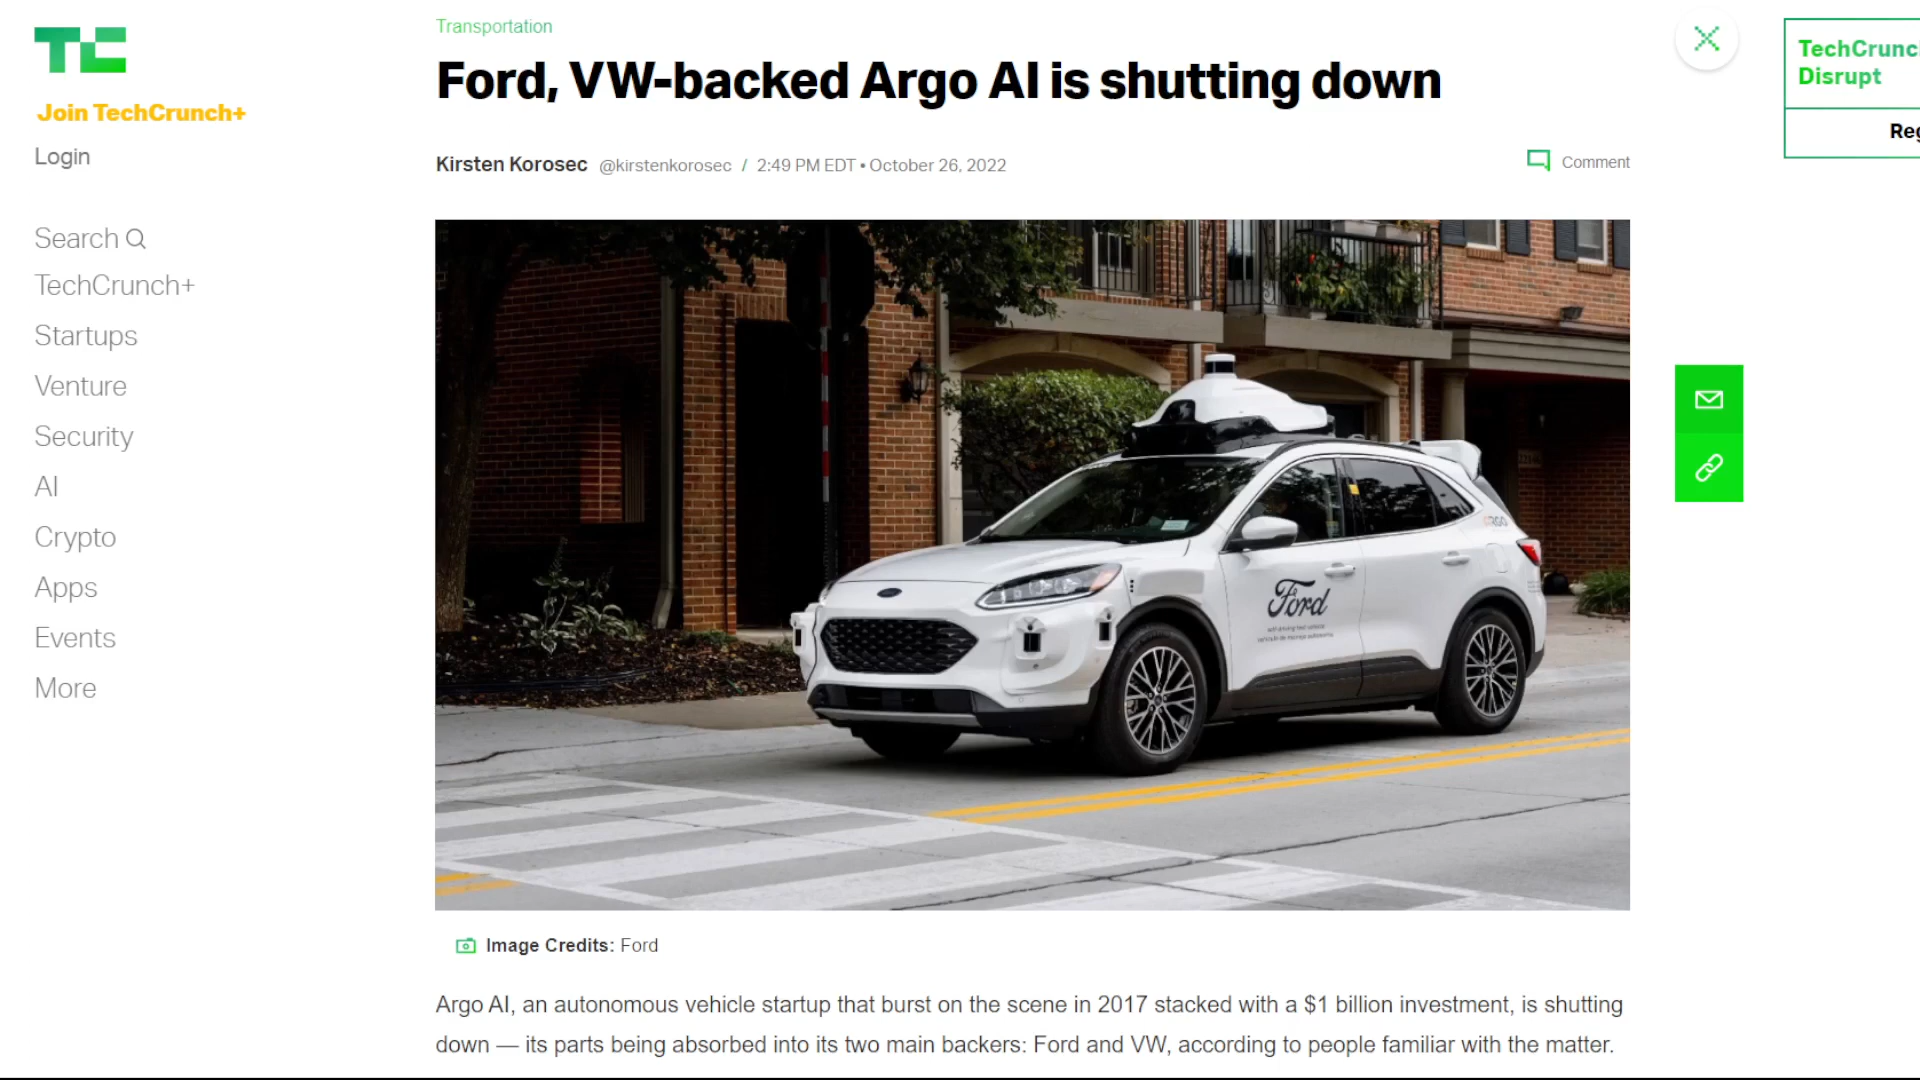 TC
Join TechCrunch+
Login
Search
TechCrunch+
Startups
Venture
Security
AI
Crypto
Apps
Events
More
Transportation
Ford, VW-backed Argo AI is shutting down
Kirsten Korosec @kirstenkorosec / 2:49 PM EDT • October 26, 2022
Comment
Ford
Image Credits: Ford
Argo AI, an autonomous vehicle startup that burst on the scene in 2017 stacked with a $1 billion investment, is shutting
down — its parts being absorbed into its two main backers: Ford and VW, according to people familiar with the matter.
TechCrunc
Disrupt
Reg